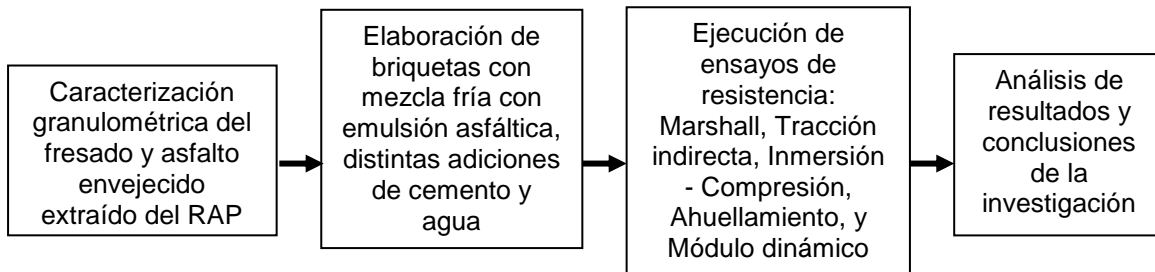 Caracterización
granulométrica del
fresado y asfalto
envejecido
extraído del RAP
Elaboración de
briquetas con
mezcla fría con
emulsión asfáltica,
distintas adiciones
de cemento y
agua
Ejecución de
ensayos de
resistencia:
Marshall, Tracción
indirecta, Inmersión
- Compresión,
Ahuellamiento, y
Módulo dinámico
Análisis de
resultados y
conclusiones
de la
investigación